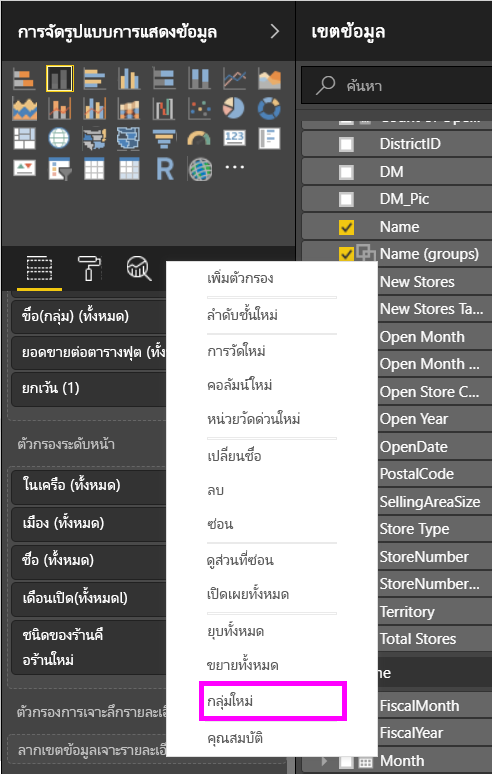 การจัดรูปแบบการแสดงข้อมูล
123
R
ชื่อ(กลุ่ม) (ทั้งหมด)
ยอดขายต่อตารางฟุต (ทั้ง
ยกเว้น (1)
ตัวกรองระดับหน้า
ในเครือ (ทั้งหมด)
เมือง (ทั้งหมด)
ชื่อ (ทั้งหมด)
เดือนเปิด(ทั้งหมดl)
ชนิดของร้านคื
อร้านใหม่
ตัวกรองการเจาะลึกรายละเอี
ลากเขตข้อมูลเจาะรายละเอี
เพิ่มตัวกรอง
ลำดับชั้นใหม่
การวัดใหม่
คอลัมน์ใหม่
หน่วยวัดด่วนใหม่
เปลี่ยนชื่อ
ลบ
ซ่อน
ดูส่วนที่ซ่อน
เปิดเผยทั้งหมด
ยุบทั้งหมด
ขยายทั้งหมด
กลุ่มใหม่
คุณสมบัติ
เขตข้อมูล
ค้นหา
DistrictID
DM
DM_Pic
Name
Name (groups)
New Stores
New Stores Ta...
Open Month
Open Month ...
Open Store C...
Open Year
OpenDate
PostalCode
SellingAreaSize
Store Type
StoreNumber
StoreNumber...
Territory
Total Stores
FiscalMonth
FiscalYear
Month